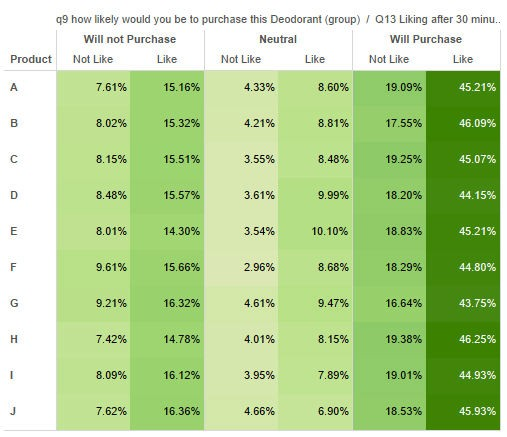 q9 how likely would you be to purchase this Deodorant (group) / Q13 Liking after 30 minu..
Will not Purchase Neutral Will Purchase
Product Not Like Like Not Like Like Not Like Like
A 7.61% 15.16% 4.33% 8.60% 19.09% 45.21%
B 8.02% 15.32% 4.21% 8.81% 17.55% 46.09%
C 8.15% 15.51% 3.55% 8.48% 19.25% 45.07%
D 8.48% 15.57% 3.61% 9.99% 18.20% 44.15%
E 8.01% 14.30% 3.54% 10.10% 18.83% 45.21%
F 9.61% 15.66% 2.96% 8.68% 18.29% 44.80%
G 9.21% 16.32% 4.61% 9.47% 16.64% 43.75%
H 7.42% 14.78% 4.01% 8.15% 19.38% 46.25%
I 8.09% 16.12% 3.95% 7.89% 19.01% 44.93%
J 7.62% 16.36% 4.66% 6.90% 18.53% 45.93%